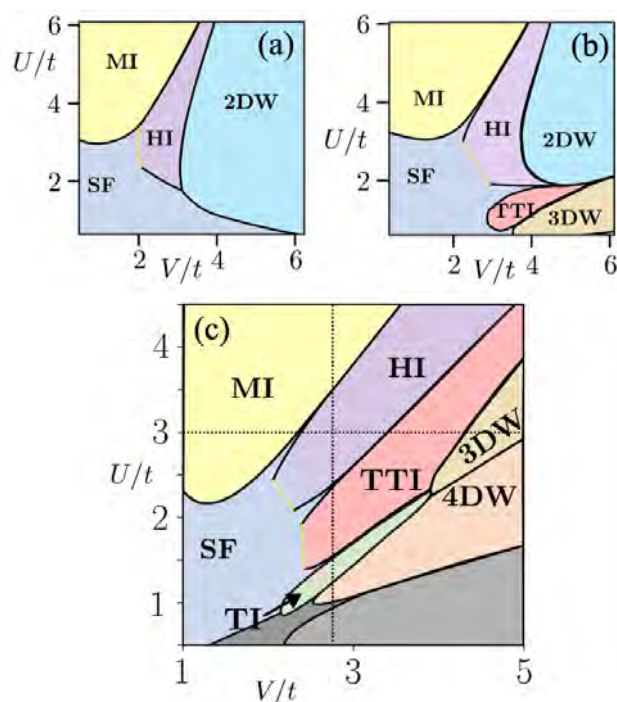 6
(a)
6
(b)
U/t
MI
U/t
MI
4
HI
2DW
4
HI
2DW
2
SF
2
SF
TTI
3DW
2
V/t
4
6
2
V/t
4
6
(c)
4
MI
HI
3
U/t
TTI
3DW
4DW
2
SF
1
TI
1
3
5
V/t